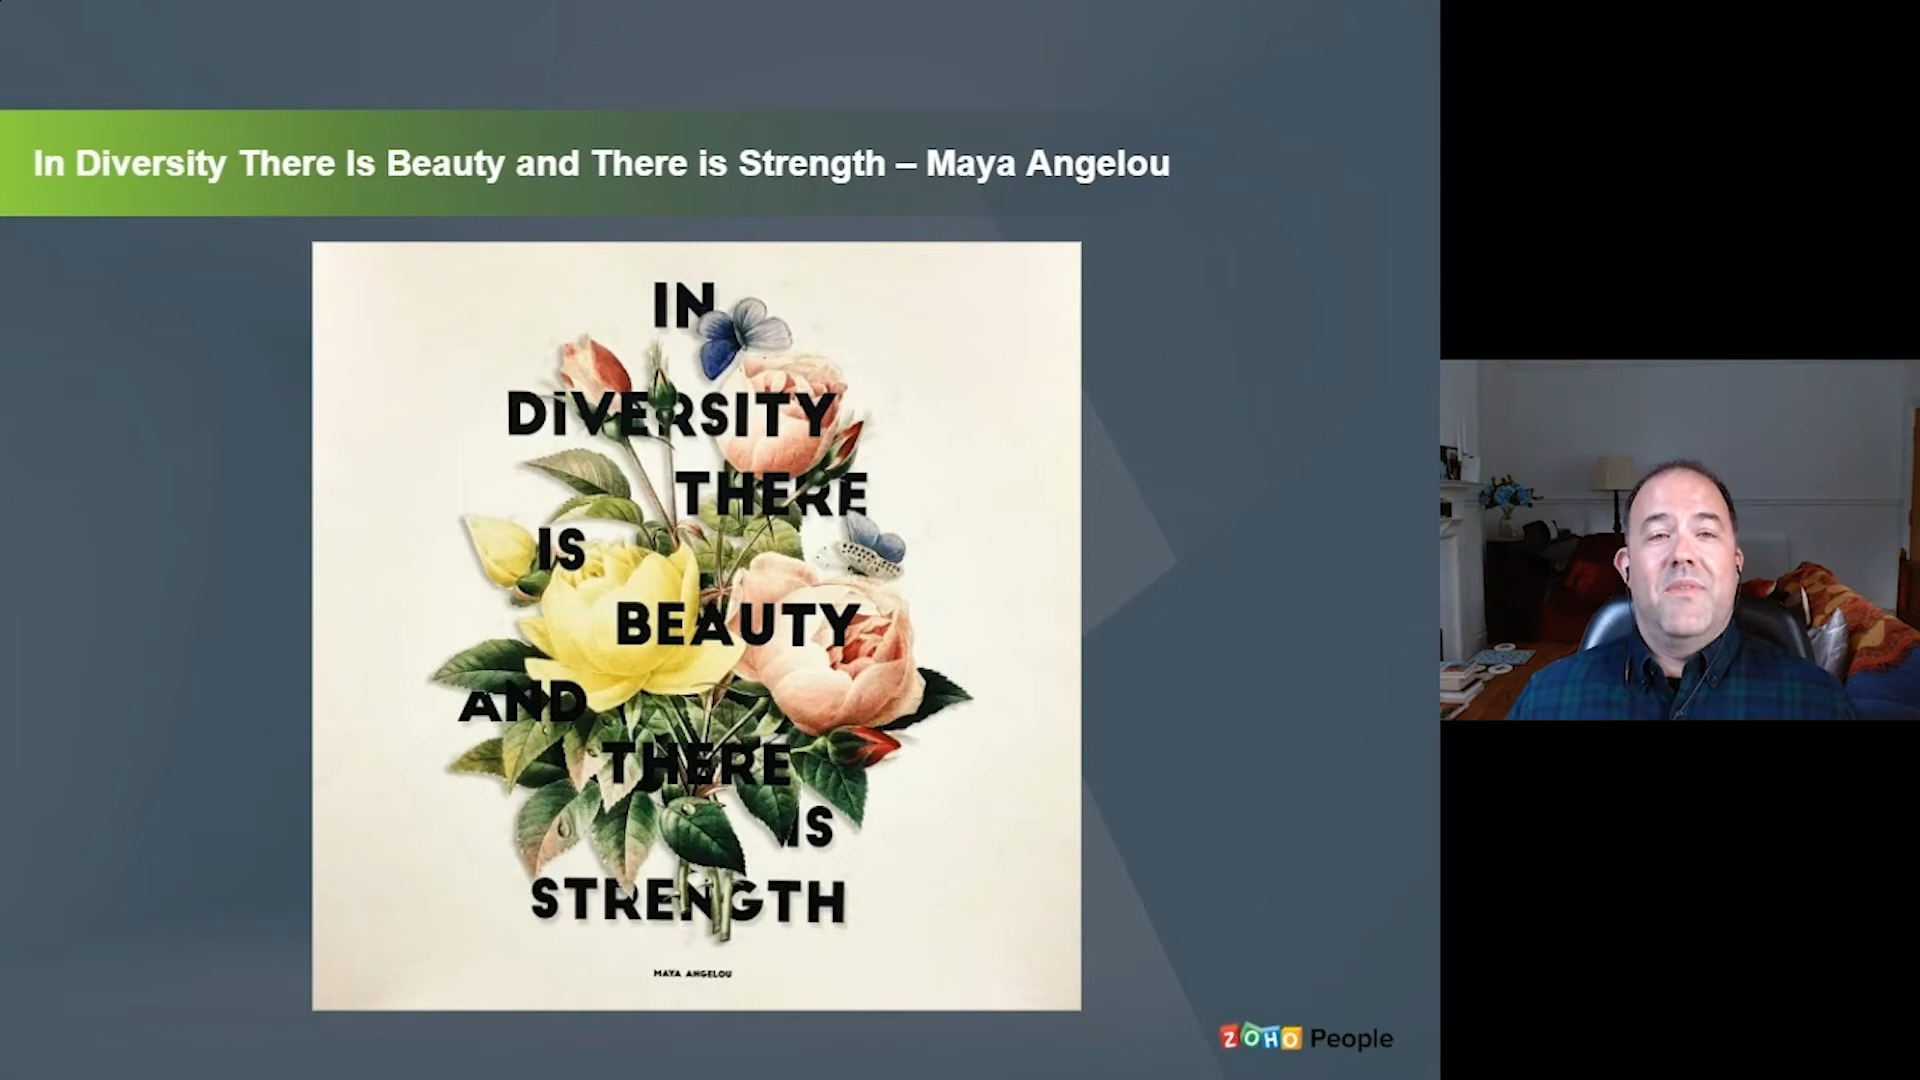 In Diversity There Is Beauty and There is Strength – Maya Angelou
IN
DIVERSITY
THERE
IS
BEAUTY
AND
THERE
IS
STRENGTH
MAYA ANGELOU
ZOHO People